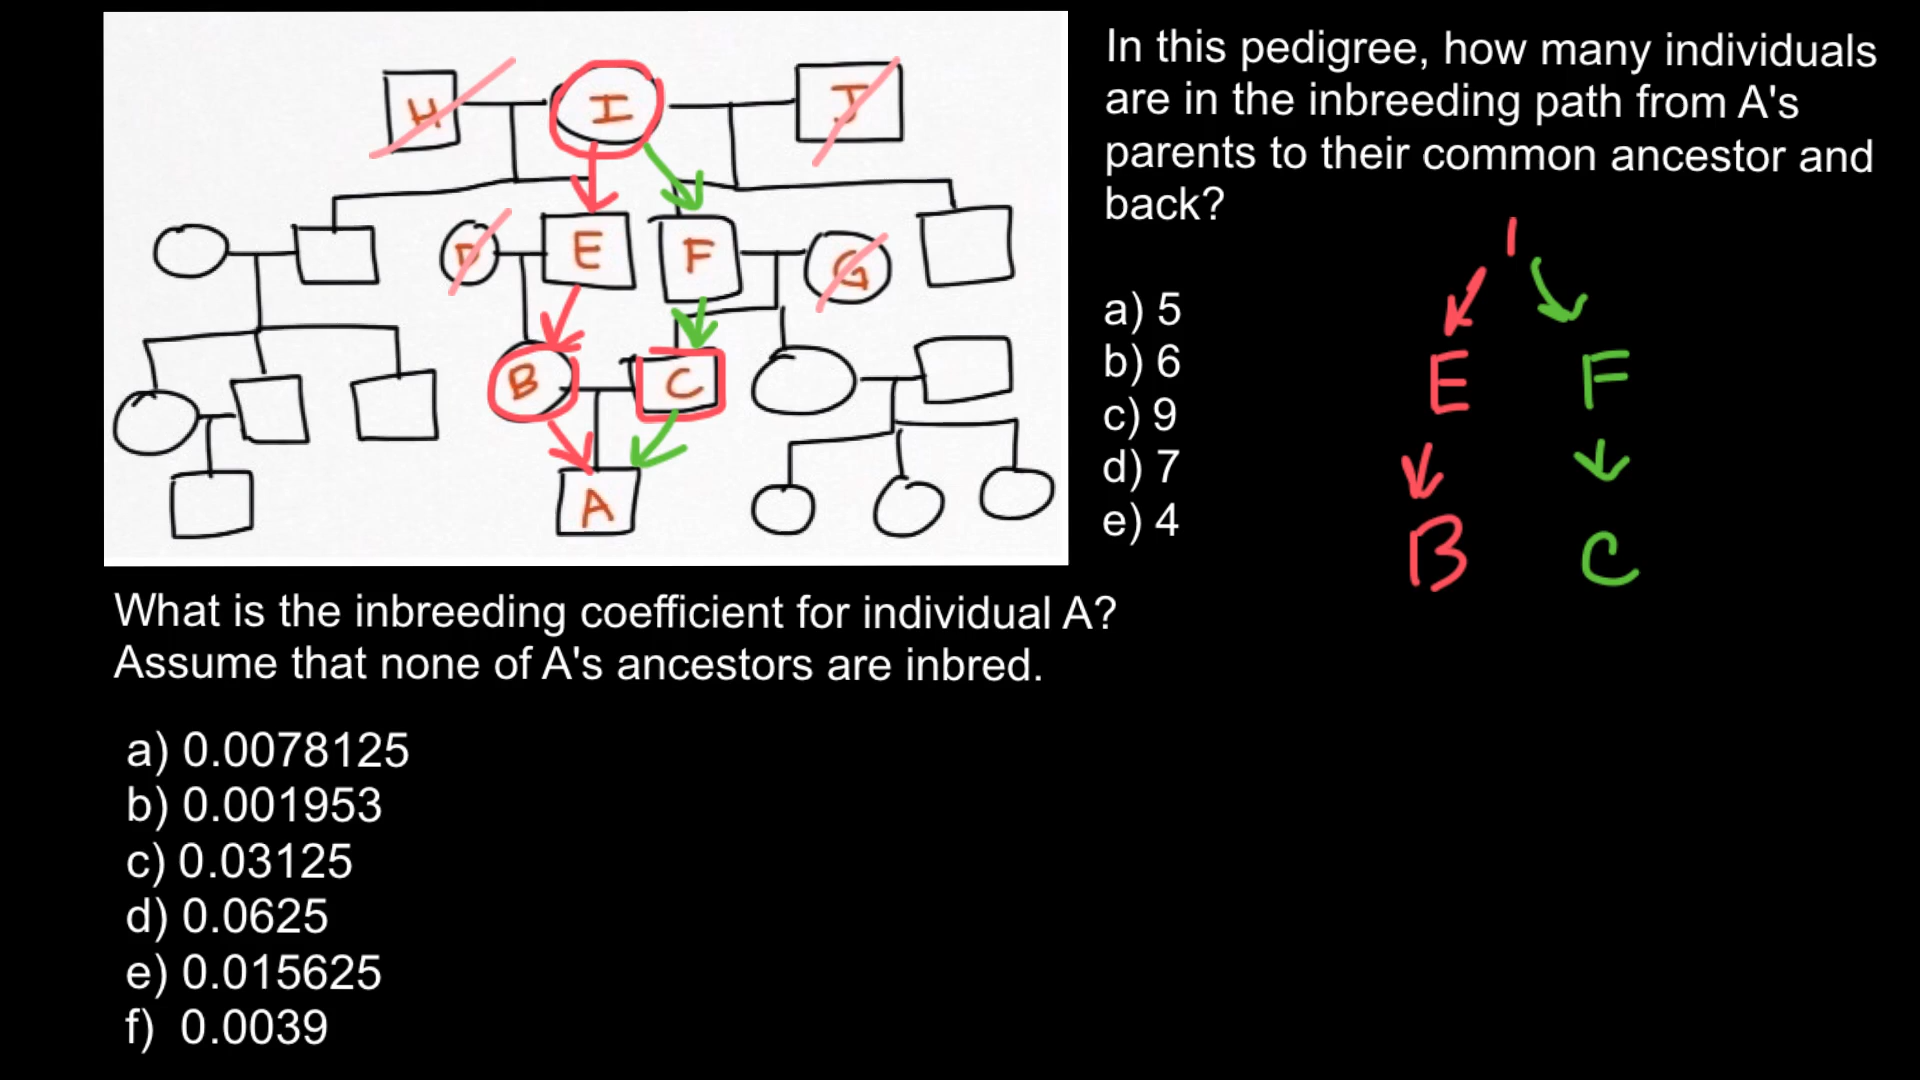 H I J
D E F G
B C
A
In this pedigree, how many individuals
are in the inbreeding path from A's
parents to their common ancestor and
back?
a) 5
b) 6
c) 9
d) 7
e) 4
I
E F
B C
What is the inbreeding coefficient for individual A?
Assume that none of A's ancestors are inbred.
a) 0.0078125
b) 0.001953
c) 0.03125
d) 0.0625
e) 0.015625
f) 0.0039